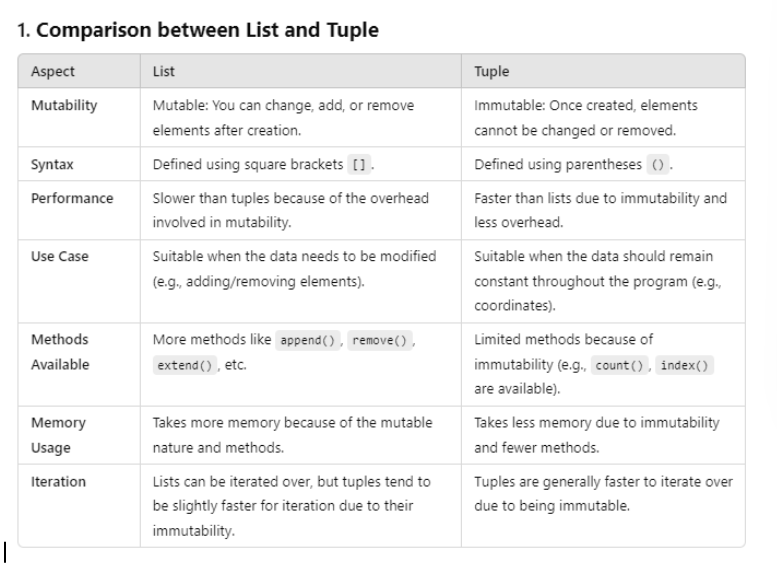 1. Comparison between List and Tuple
Aspect List Tuple
Mutability Mutable: You can change, add, or remove Immutable: Once created, elements
elements after creation. cannot be changed or removed.
Syntax Defined using square brackets []. Defined using parentheses ().
Performance Slower than tuples because of the overhead Faster than lists due to immutability and
involved in mutability. less overhead.
Use Case Suitable when the data needs to be modified Suitable when the data should remain
(e.g., adding/removing elements). constant throughout the program (e.g.,
coordinates).
Methods More methods like append(), remove(), Limited methods because of
Available extend(), etc. immutability (e.g., count(), index()
are available).
Memory Takes more memory because of the mutable Takes less memory due to immutability
Usage nature and methods. and fewer methods.
Iteration Lists can be iterated over, but tuples tend to Tuples are generally faster to iterate over
be slightly faster for iteration due to their due to being immutable.
immutability.